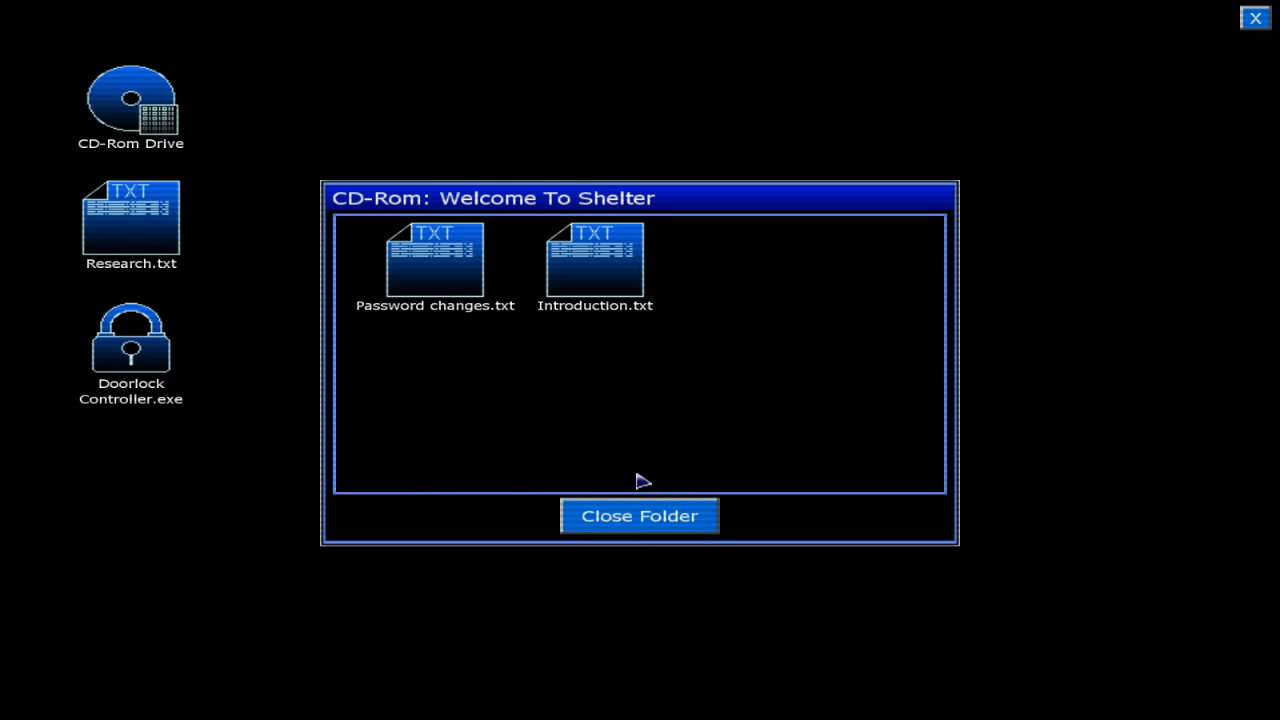 X
CD-Rom Drive
TXT
Research.txt
Doorlock
Controller.exe
CD-Rom: Welcome To Shelter
TXT
TXT
Password changes.txt
Introduction.txt
Close Folder